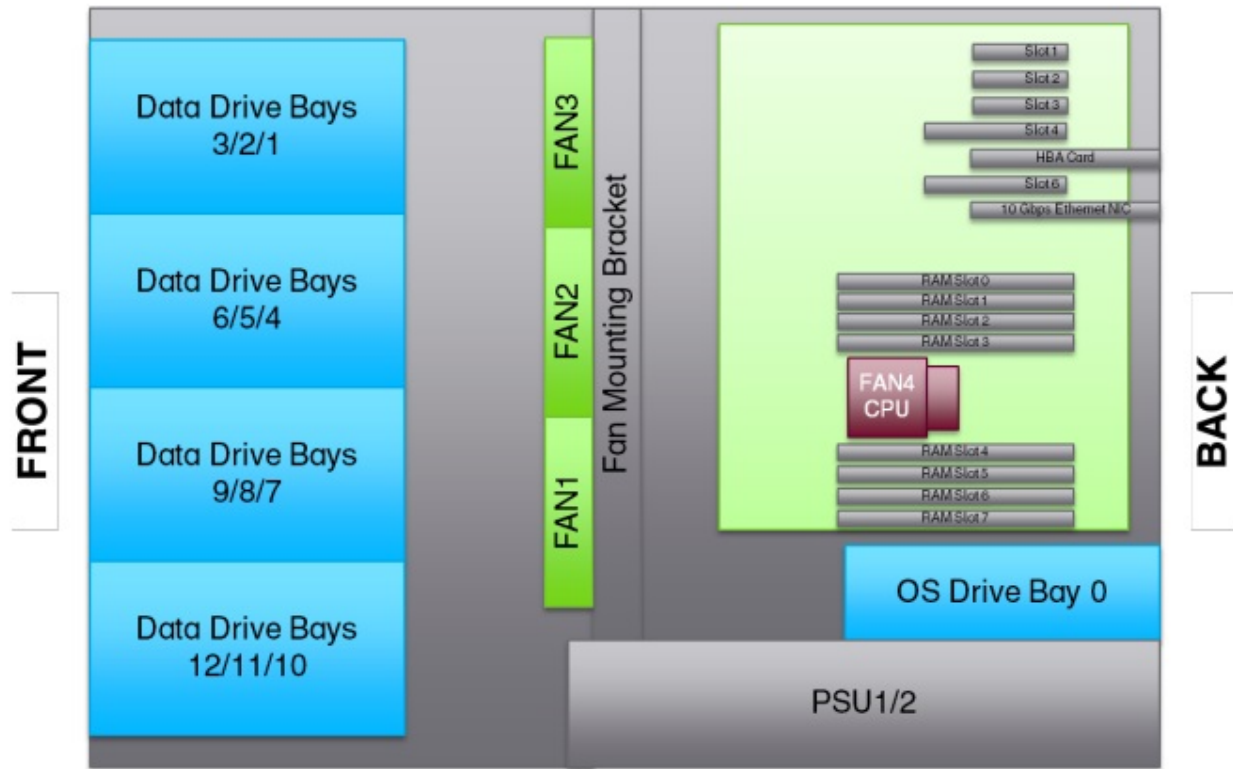 FRONT
Data Drive Bays
3/2/1
Data Drive Bays
6/5/4
Data Drive Bays
9/8/7
Data Drive Bays
12/11/10
FAN3
FAN2
FAN1
Fan Mounting Bracket
Slot 1
Slot 2
Slot 3
Slot 4
HBA Card
Slot 6
10 Gbps Ethernet NIC
RAM Slot 0
RAM Slot 1
RAM Slot 2
RAM Slot 3
FAN4
CPU
RAM Slot 4
RAM Slot 5
RAM Slot 6
RAM Slot 7
OS Drive Bay 0
PSU1/2
BACK